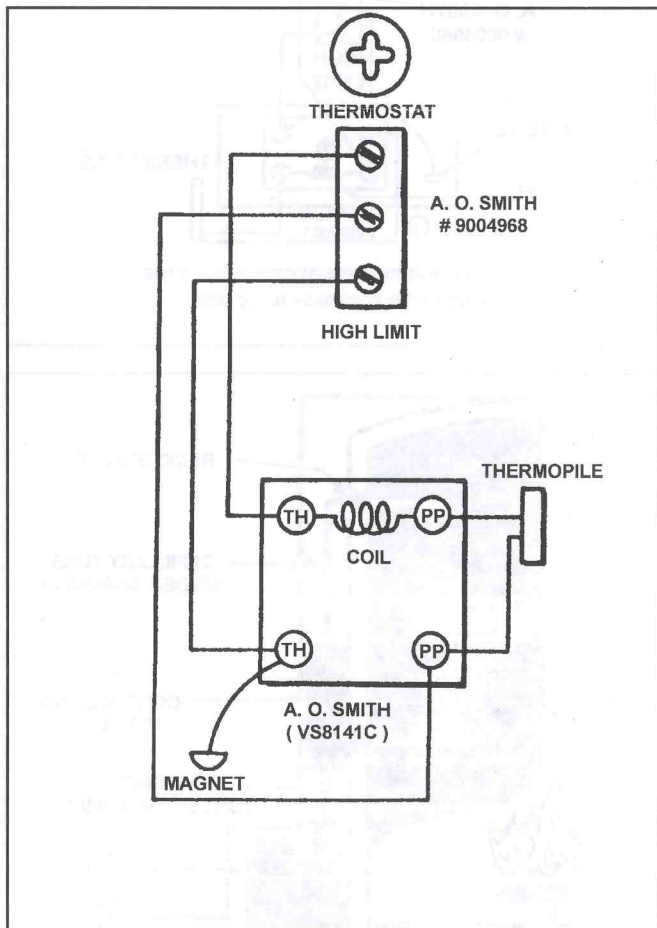 THERMOSTAT
A. O. SMITH
# 9004968
HIGH LIMIT
THERMOPILE
TH
PP
COIL
TH
PP
A. O. SMITH
( VS8141C )
MAGNET